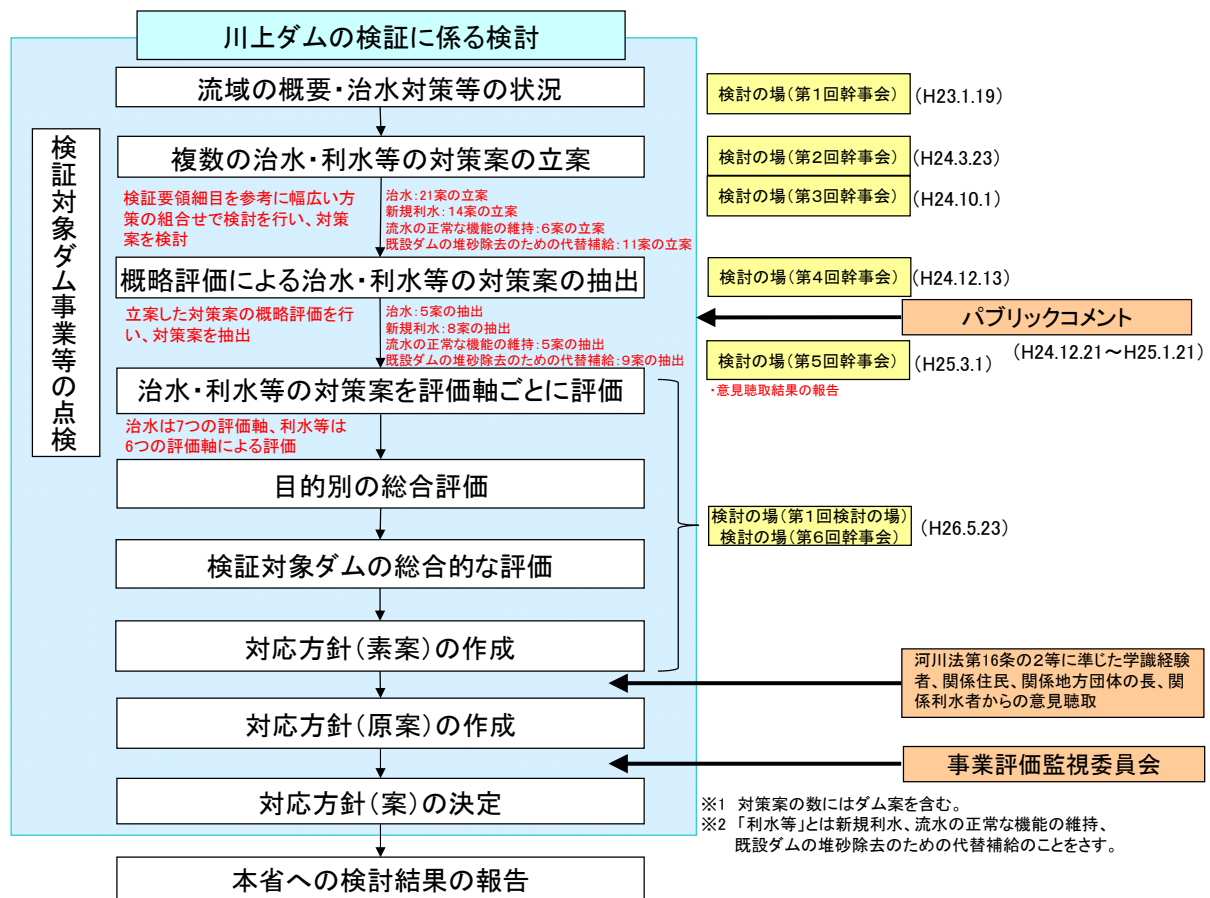 川上ダムの検証に係る検討
流域の概要・治水対策等の状況
検討の場(第1回幹事会)
(H23.1.19)
検証対象ダム事業等の点検
複数の治水・利水等の対策案の立案
検討の場(第2回幹事会)
(H24.3.23)
検討の場(第3回幹事会)
(H24.10.1)
検証要領細目を参考に幅広い方
策の組合せで検討を行い、対策
案を検討
治水:21案の立案
新規利水:14案の立案
流水の正常な機能の維持:6案の立案
既設ダムの堆砂除去のための代替補給:11案の立案
概略評価による治水・利水等の対策案の抽出
検討の場(第4回幹事会)
(H24.12.13)
立案した対策案の概略評価を行
い、対策案を抽出
治水:5案の抽出
新規利水:8案の抽出
流水の正常な機能の維持:5案の抽出
既設ダムの堆砂除去のための代替補給:9案の抽出
パブリックコメント
(H24.12.21~H25.1.21)
検討の場(第5回幹事会)
(H25.3.1)
・意見聴取結果の報告
治水・利水等の対策案を評価軸ごとに評価
治水は7つの評価軸、利水等は
6つの評価軸による評価
目的別の総合評価
検討の場(第1回検討の場)
検討の場(第6回幹事会)
(H26.5.23)
検証対象ダムの総合的な評価
対応方針(素案)の作成
河川法第16条の2等に準じた学識経験
者、関係住民、関係地方団体の長、関
係利水者からの意見聴取
対応方針(原案)の作成
事業評価監視委員会
対応方針(案)の決定
※1 対策案の数にはダム案を含む。
※2 「利水等」とは新規利水、流水の正常な機能の維持、
既設ダムの堆砂除去のための代替補給のことをさす。
本省への検討結果の報告